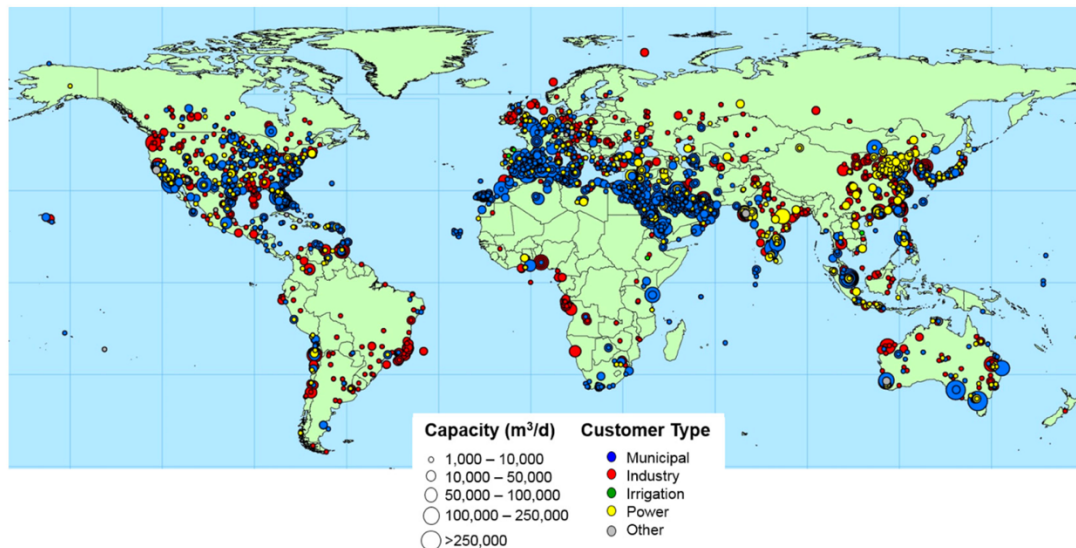 Capacity (m³/d)
1,000 – 10,000
10,000 – 50,000
50,000 – 100,000
100,000 – 250,000
>250,000
Customer Type
Municipal
Industry
Irrigation
Power
Other